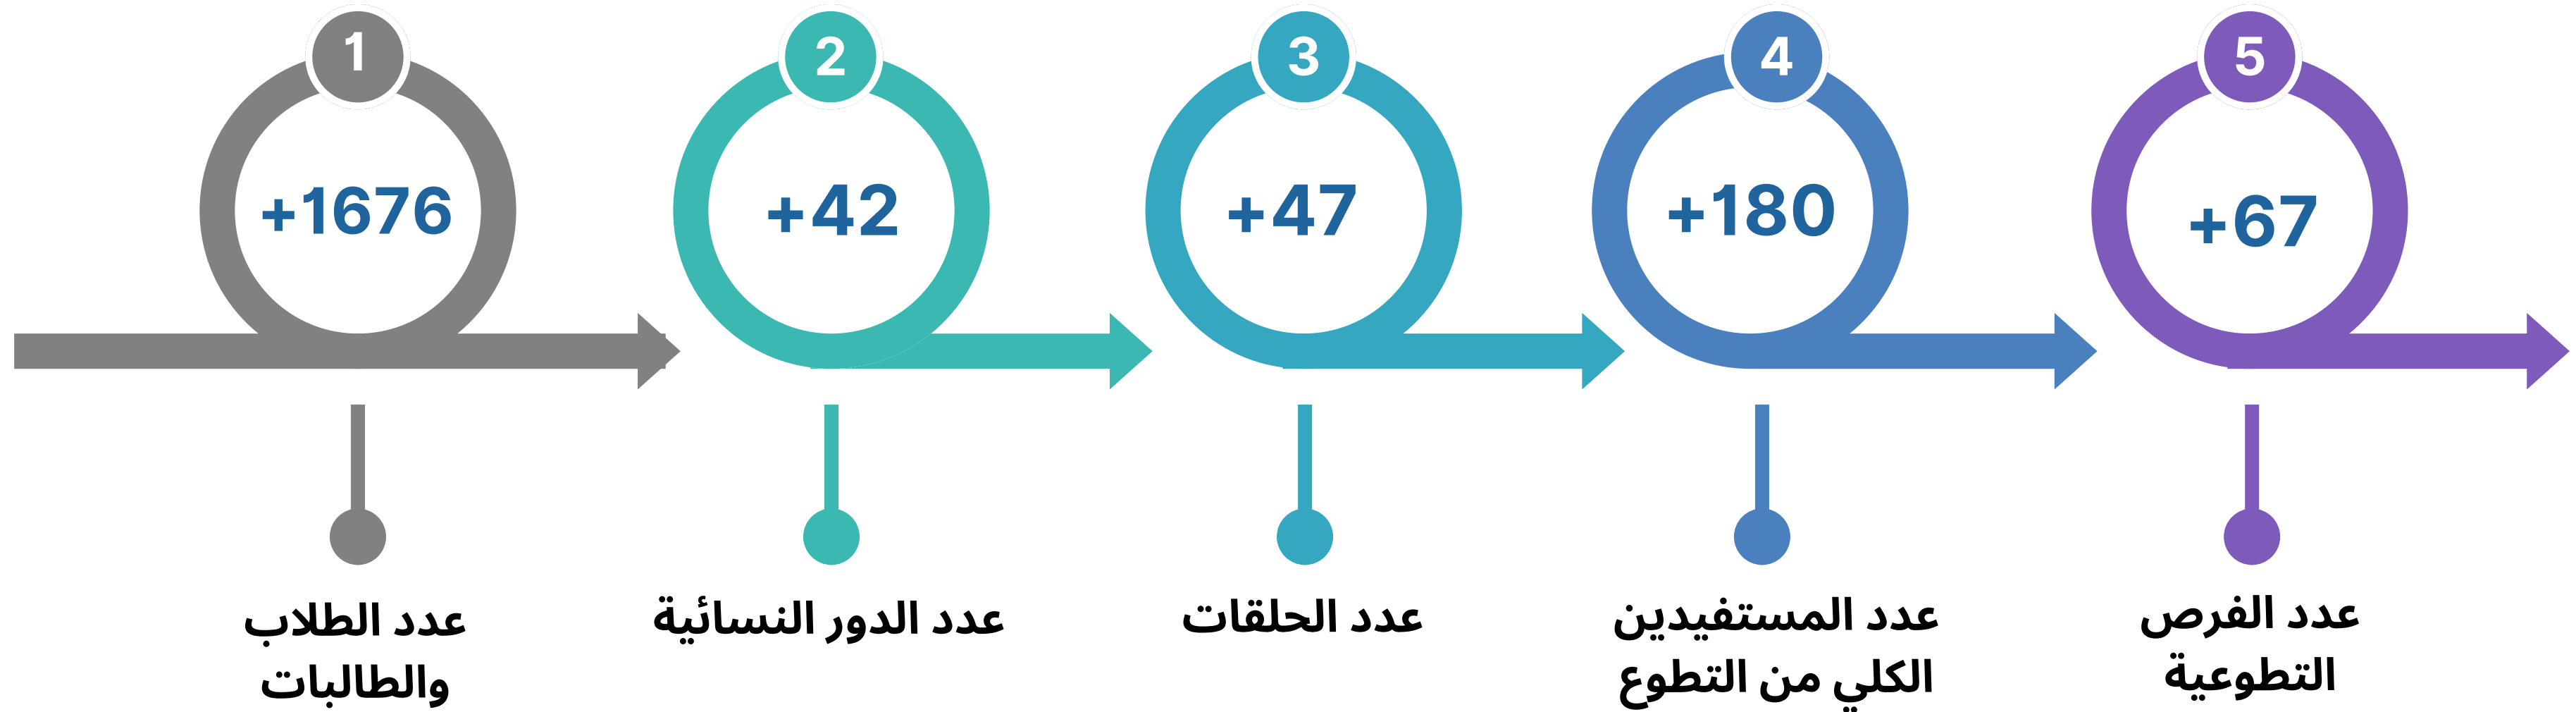 1
+1676
عدد الطلاب
والطالبات
2
+42
عدد الدور النسائية
3
+47
عدد الحلقات
4
+180
عدد المستفيدين
الكلي من التطوع
5
+67
عدد الفرص
التطوعية